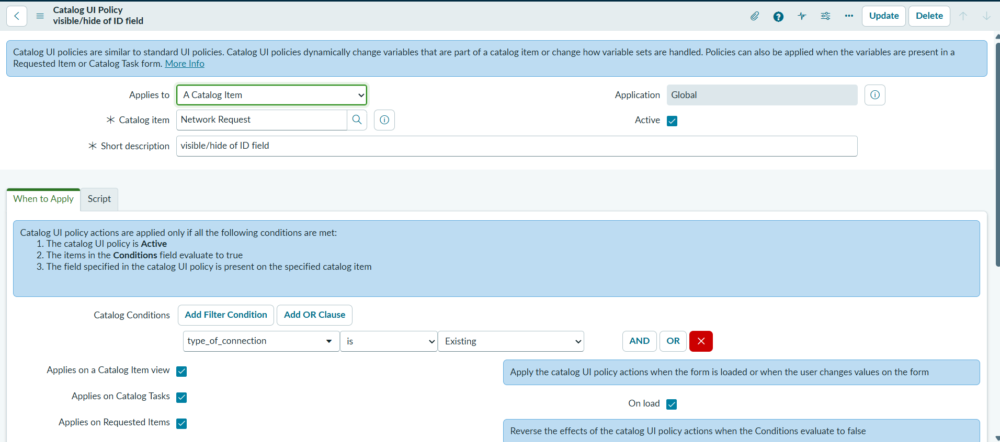 Catalog UI Policy
visible/hide of ID field
Update
Delete
Catalog UI policies are similar to standard UI policies. Catalog UI policies dynamically change variables that are part of a catalog item or change how variable sets are handled. Policies can also be applied when the variables are present in a
Requested Item or Catalog Task form. More Info
Applies to
A Catalog Item
Application
Global
Catalog item
Network Request
Active
Short description
visible/hide of ID field
When to Apply
Script
Catalog UI policy actions are applied only if all the following conditions are met:
1. The catalog UI policy is Active
2. The items in the Conditions field evaluate to true
3. The field specified in the catalog UI policy is present on the specified catalog item
Catalog Conditions
Add Filter Condition
Add OR Clause
type_of_connection
is
Existing
AND
OR
Applies on a Catalog Item view
Apply the catalog UI policy actions when the form is loaded or when the user changes values on the form
Applies on Catalog Tasks
On load
Applies on Requested Items
Reverse the effects of the catalog UI policy actions when the Conditions evaluate to false